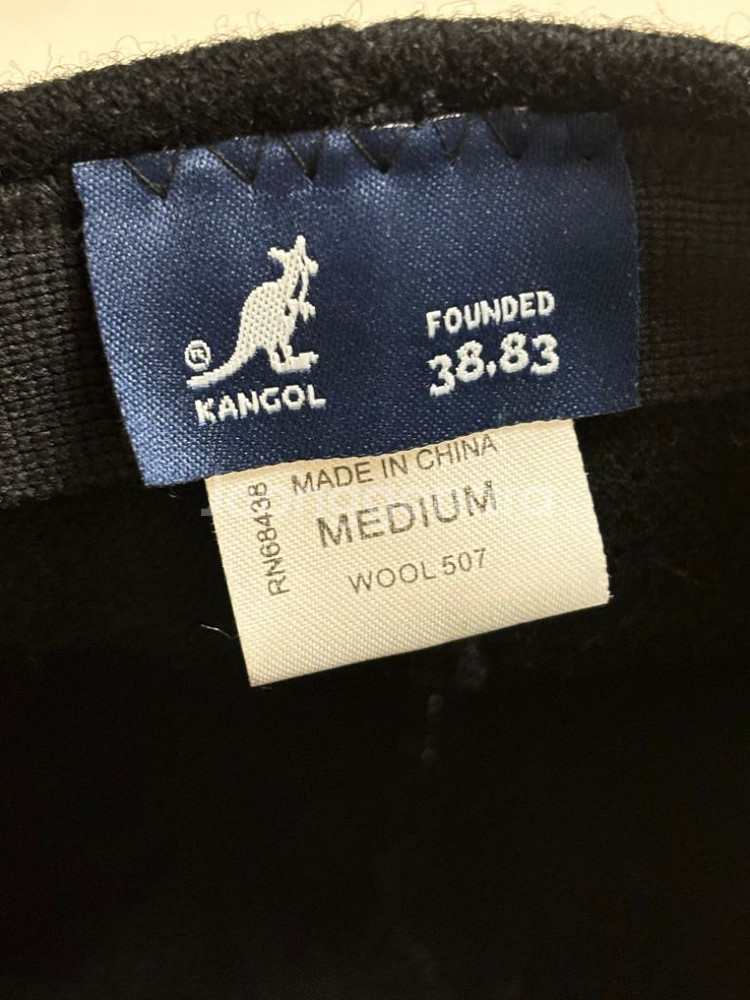 ®
KANGOL
FOUNDED
38.83
MADE IN CHINA
MEDIUM
WOOL 507
RN68438